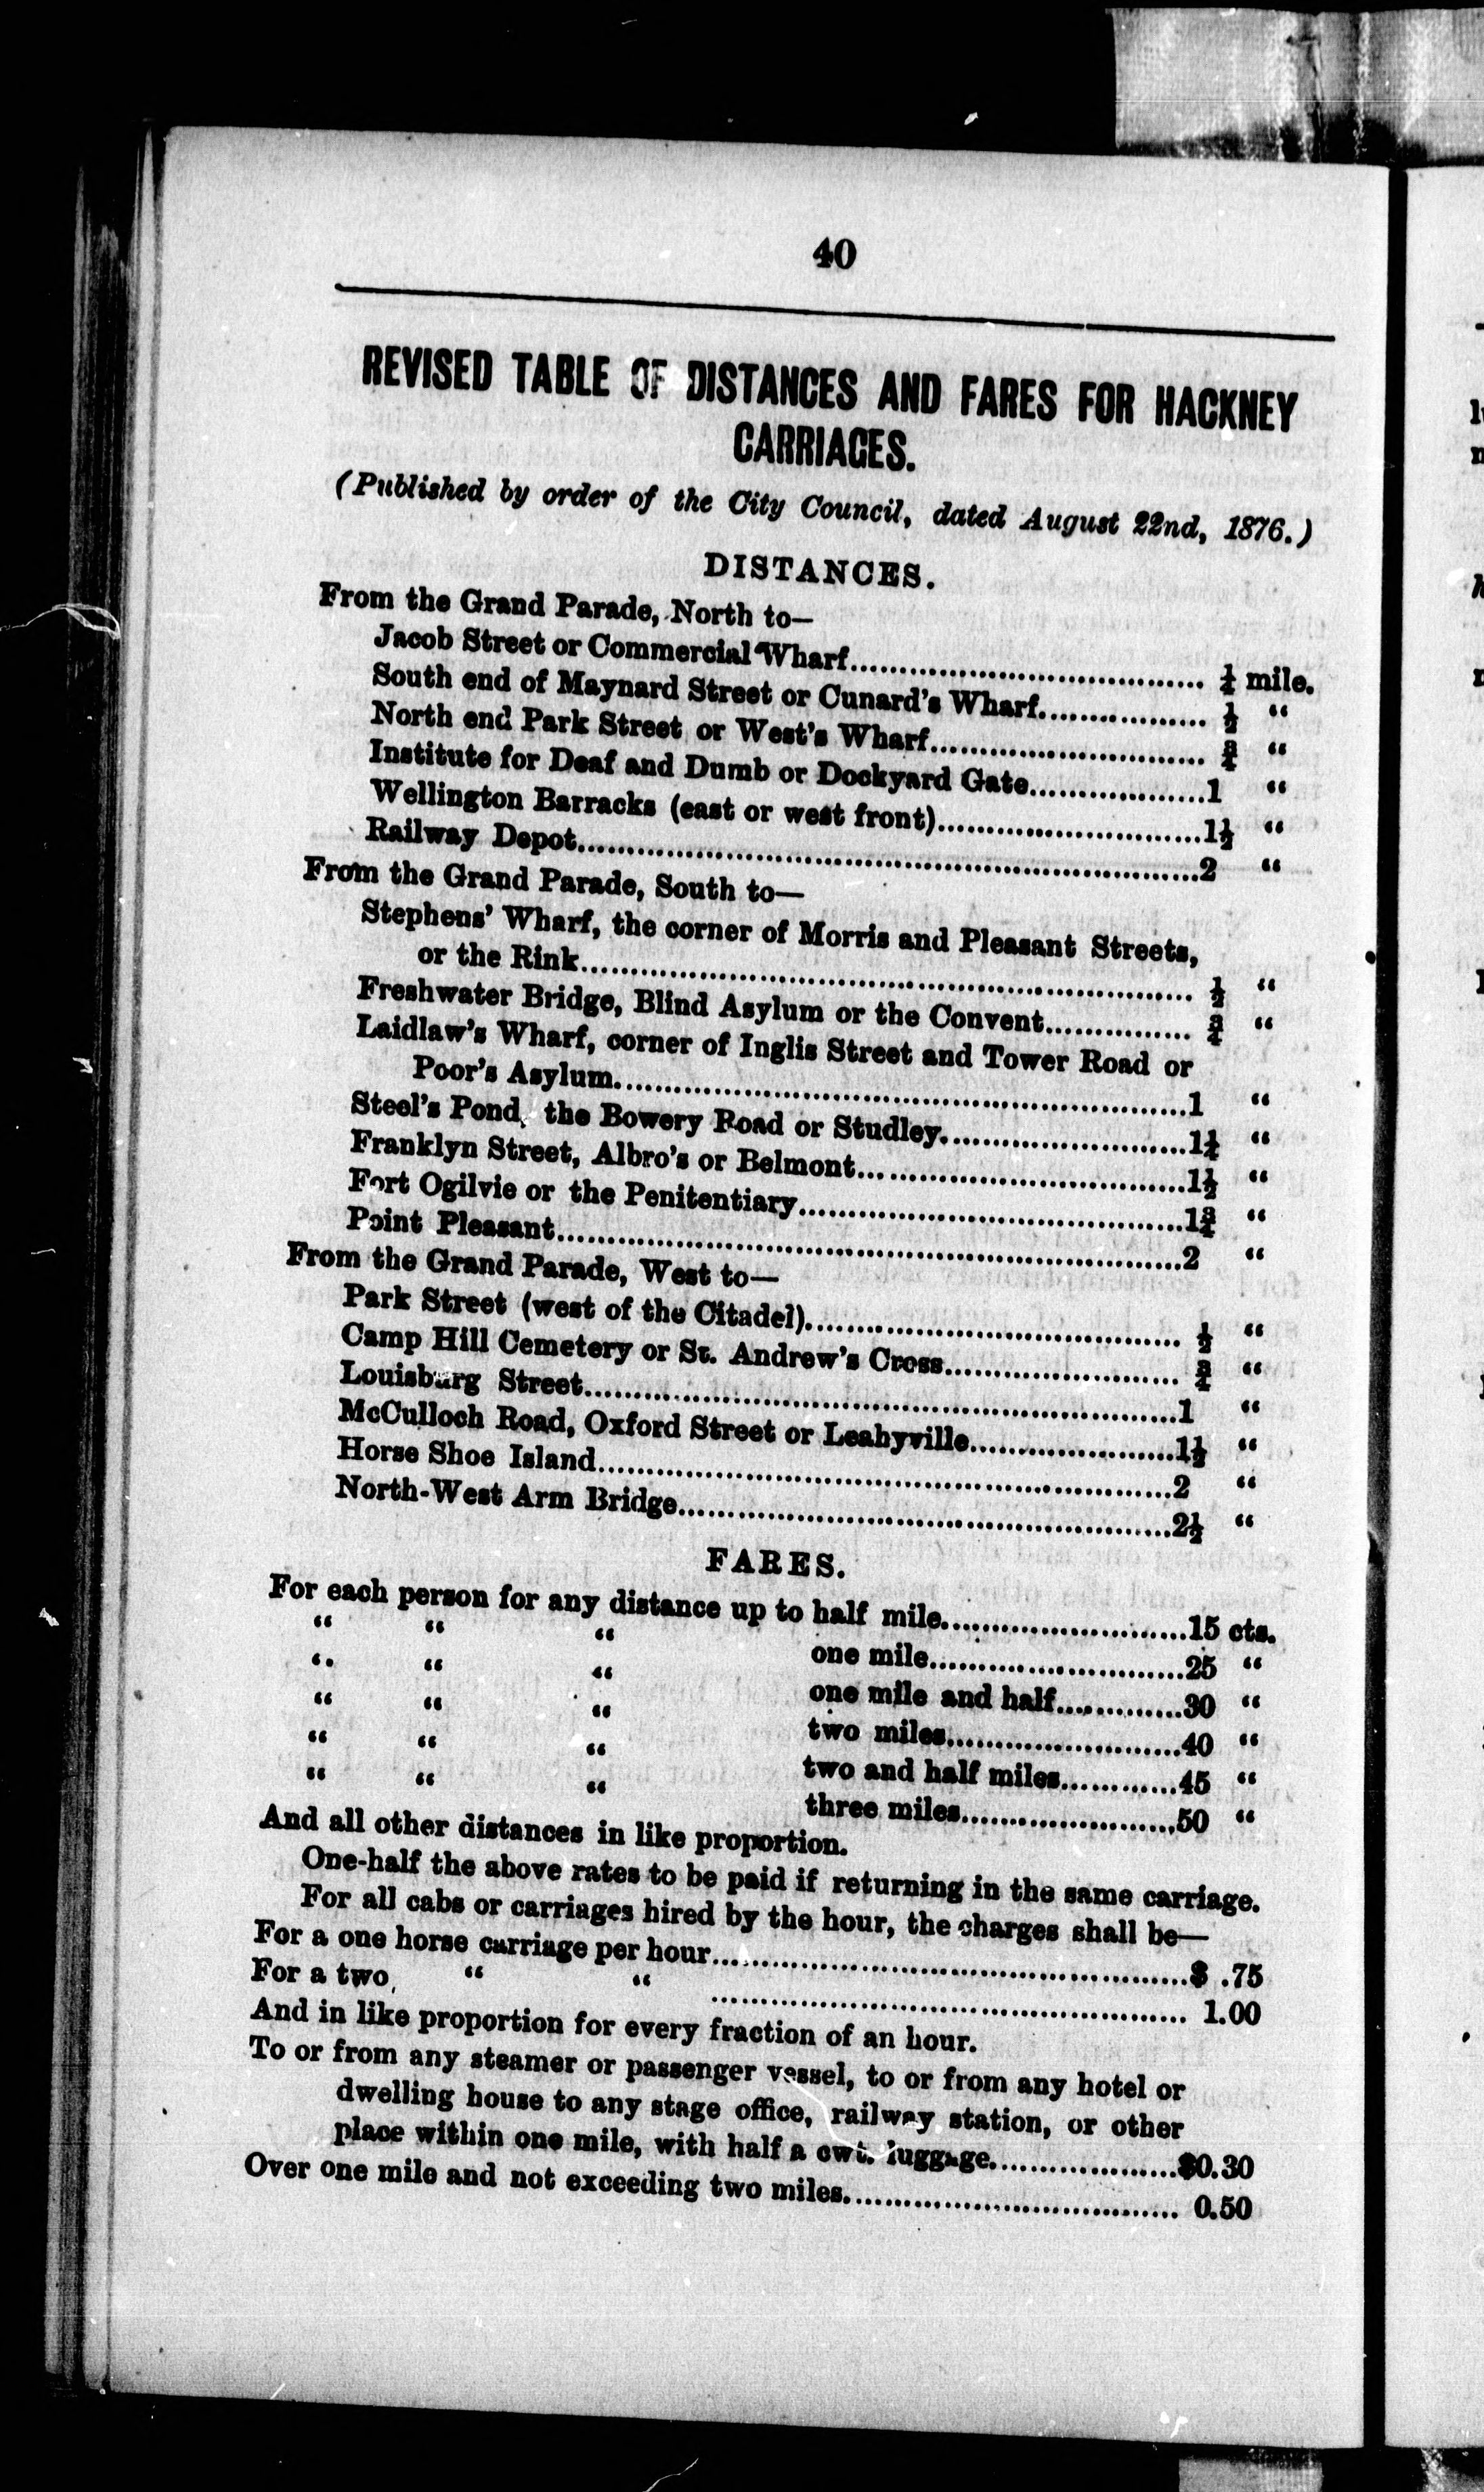 40
REVISED TABLE OF DISTANCES AND FARES FOR HACKNEY
CARRIAGES.
(Published by order of the City Council, dated August 22nd, 1876.)
DISTANCES.
From the Grand Parade, North to—
Jacob Street or Commercial Wharf........................................ ¼ mile.
South end of Maynard Street or Cunard's Wharf.................. ½ “
North end Park Street or West's Wharf............................ ¾ “
Institute for Deaf and Dumb or Dockyard Gate..................1 “
Wellington Barracks (east or west front)...........................1½ “
Railway Depot................................................................2 “
From the Grand Parade, South to—
Stephens' Wharf, the corner of Morris and Pleasant Streets,
or the Rink............................................................... ½ “
Freshwater Bridge, Blind Asylum or the Convent............... ¾ “
Laidlaw's Wharf, corner of Inglis Street and Tower Road or
Poor's Asylum............................................................1 “
Steel's Pond, the Bowery Road or Studley.........................1¼ “
Franklyn Street, Albro's or Belmont..................................1½ “
Fort Ogilvie or the Penitentiary........................................1¾ “
Point Pleasant................................................................2 “
From the Grand Parade, West to—
Park Street (west of the Citadel)....................................... ½ “
Camp Hill Cemetery or St. Andrew's Cross........................ ¾ “
Louisburg Street.............................................................1 “
McCulloch Road, Oxford Street or Leahyville.....................1½ “
Horse Shoe Island...........................................................2 “
North-West Arm Bridge...................................................2½ “
FARES.
For each person for any distance up to half mile.........................15 cts.
“ “ “ one mile..........................25 “
“ “ “ one mile and half.............30 “
“ “ “ two miles........................40 “
“ “ “ two and half miles............45 “
“ “ “ three miles......................50 “
And all other distances in like proportion.
One-half the above rates to be paid if returning in the same carriage.
For all cabs or carriages hired by the hour, the charges shall be—
For a one horse carriage per hour.................................................$ .75
For a two “ “ ................................................. 1.00
And in like proportion for every fraction of an hour.
To or from any steamer or passenger vessel, to or from any hotel or
dwelling house to any stage office, railway station, or other
place within one mile, with half a cwt. luggage...................$0.30
Over one mile and not exceeding two miles.................................. 0.50